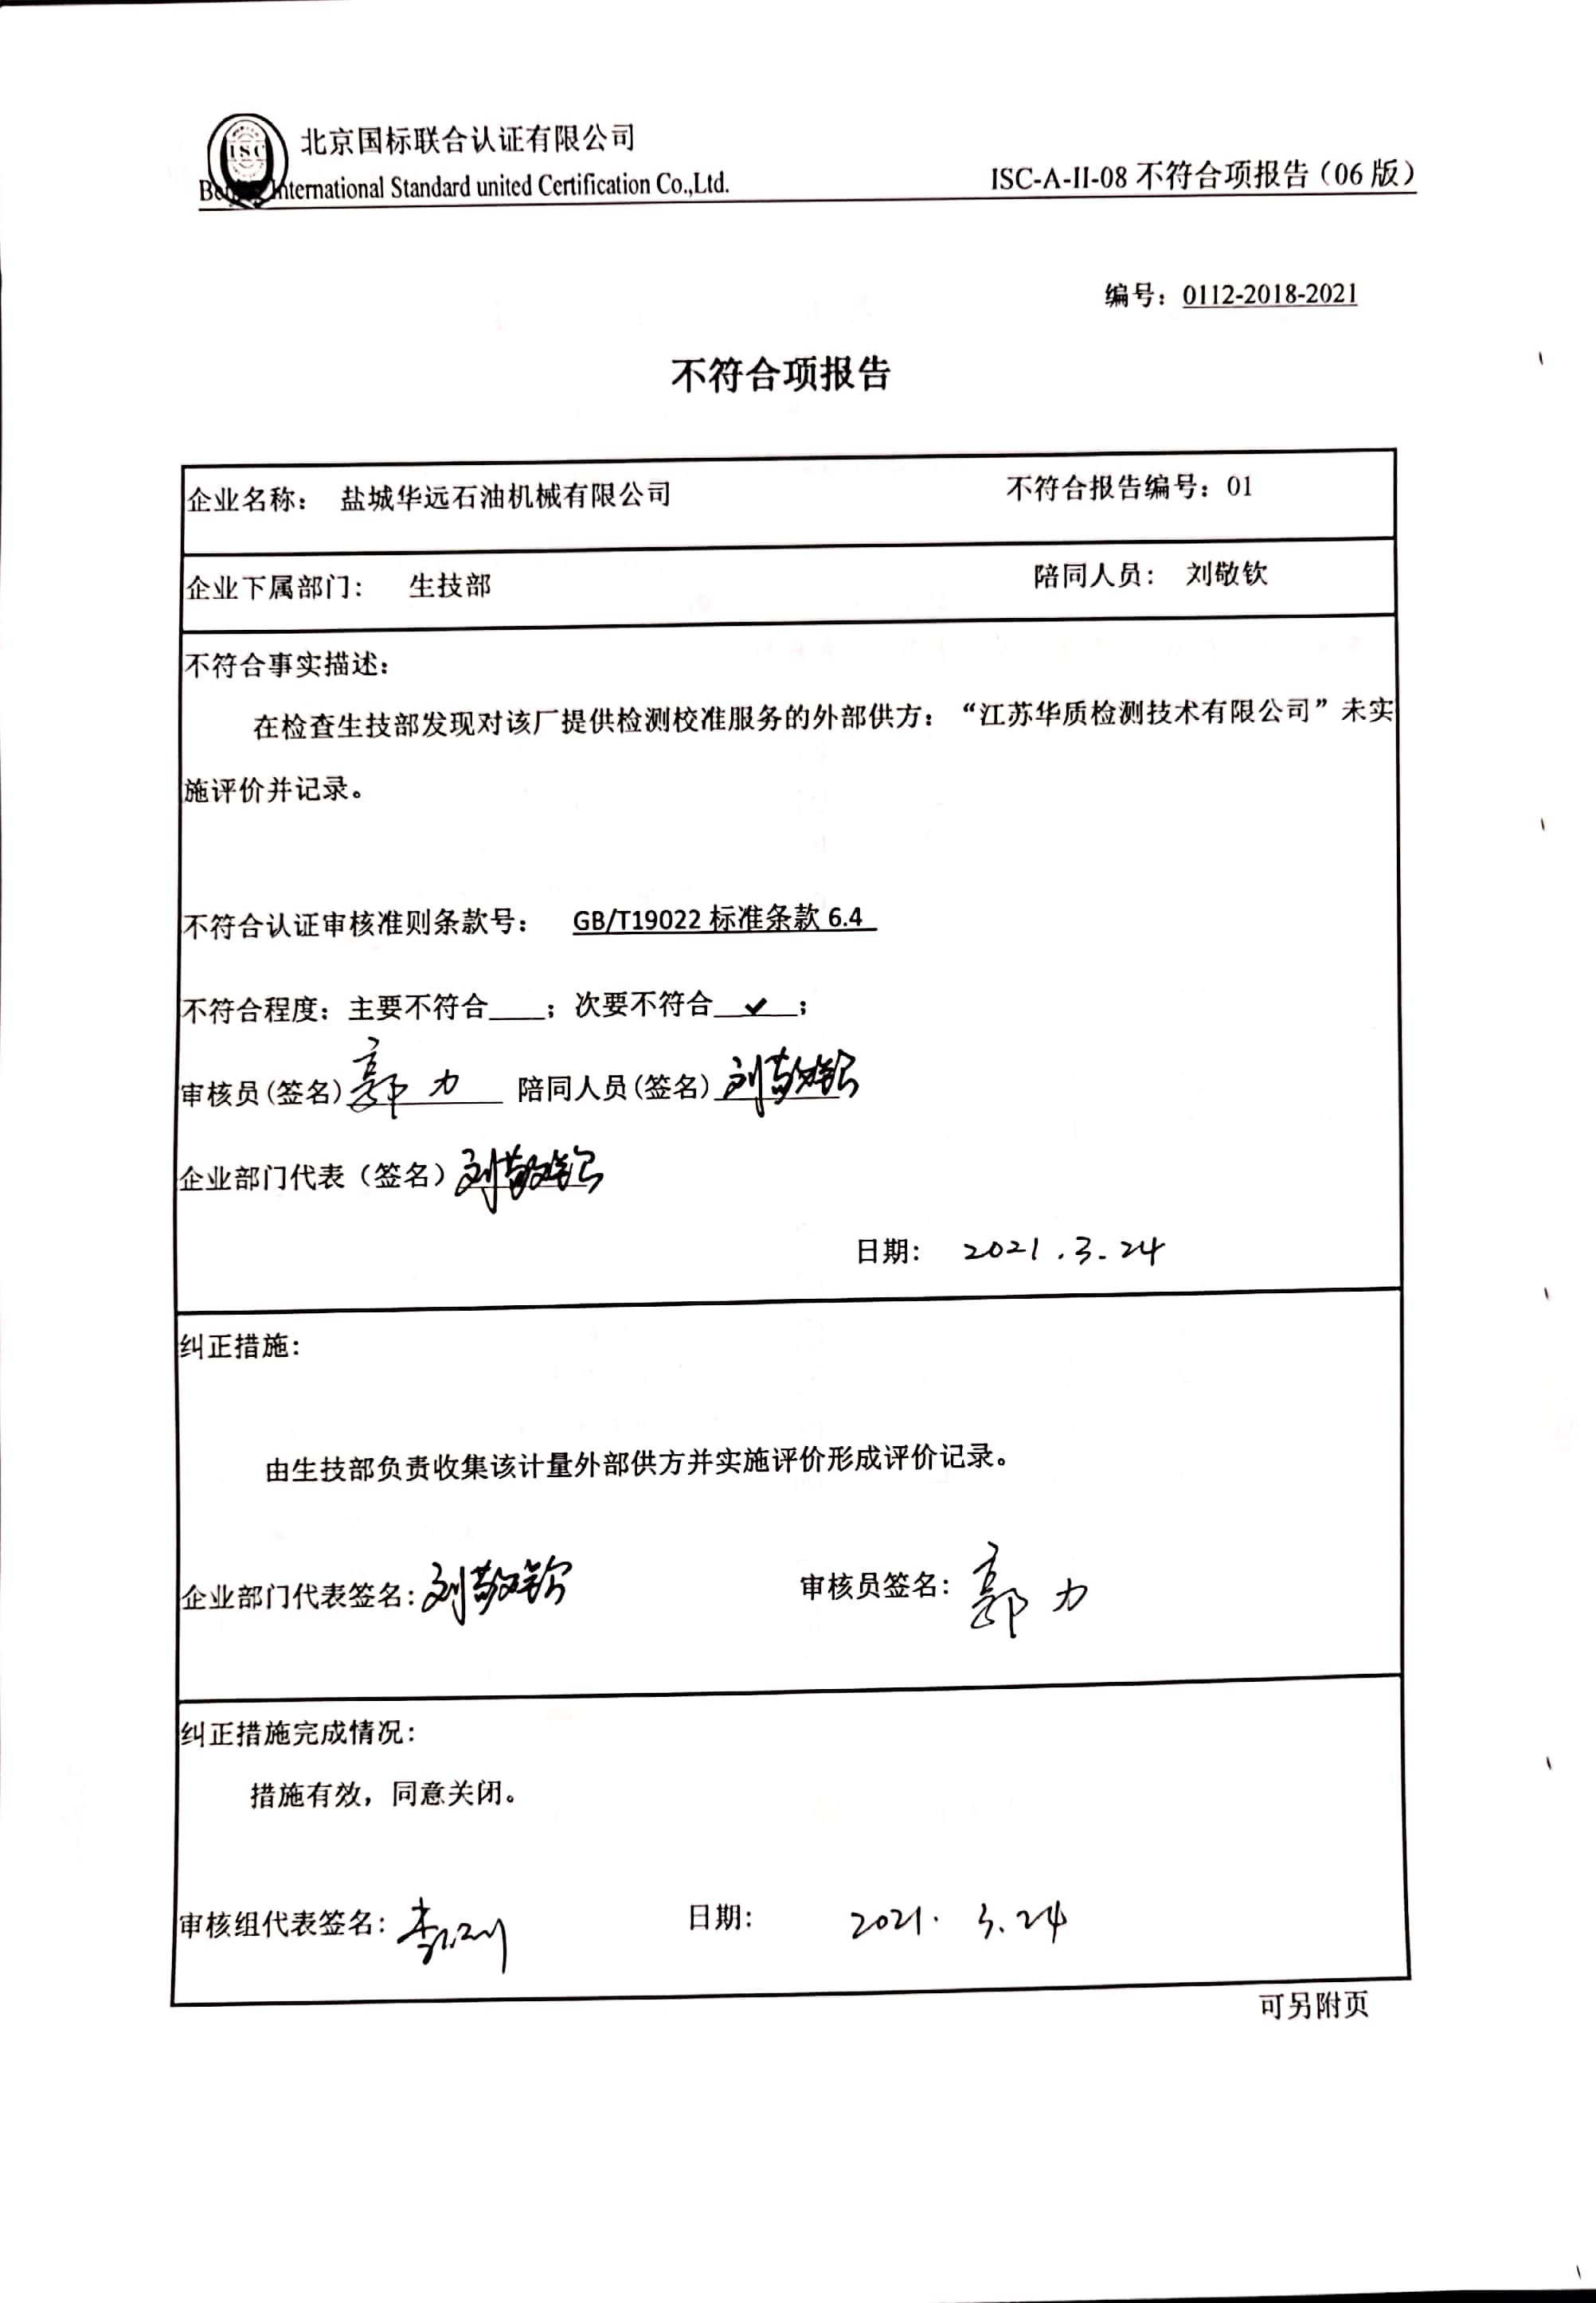 ISC
北京国标联合认证有限公司
Beijing International Standard united Certification Co.,Ltd.
ISC-A-II-08 不符合项报告（06 版）
编号：0112-2018-2021
不符合项报告
企业名称： 盐城华远石油机械有限公司 不符合报告编号：01
企业下属部门： 生技部 陪同人员： 刘敬钦
不符合事实描述：
在检查生技部发现对该厂提供检测校准服务的外部供方：“江苏华质检测技术有限公司”未实
施评价并记录。
不符合认证审核准则条款号： GB/T19022 标准条款 6.4
不符合程度：主要不符合____；次要不符合 ✔ ；
审核员(签名) 郭力 陪同人员(签名) 刘敬钦
企业部门代表（签名）刘敬钦
日期： 2021.3.24
纠正措施：
由生技部负责收集该计量外部供方并实施评价形成评价记录。
企业部门代表签名：刘敬钦 审核员签名：郭力
纠正措施完成情况：
措施有效，同意关闭。
审核组代表签名： 日期： 2021.3.24
可另附页